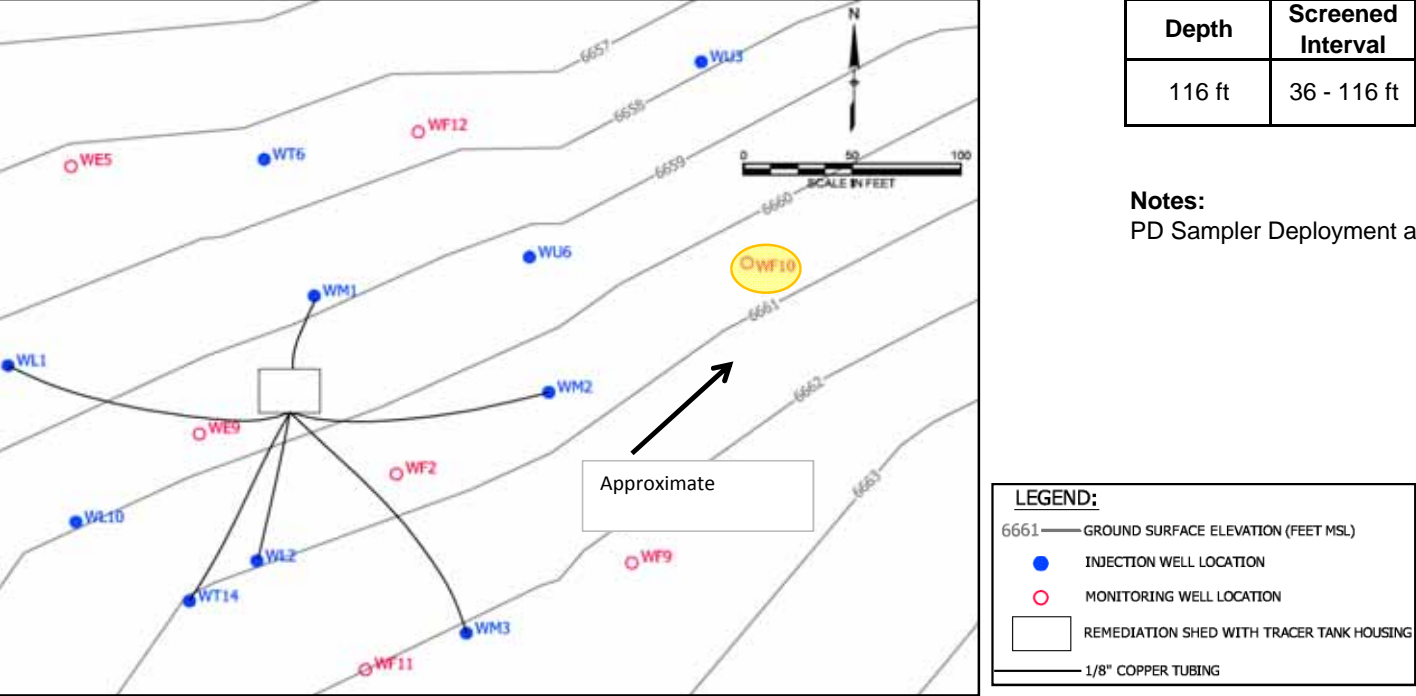 Depth
Screened
Interval
116 ft
36 - 116 ft
Notes:
PD Sampler Deployment a
N
6657
WU3
6658
WF12
WE5
WT6
0 50 100
SCALE IN FEET
6659
6660
WU6
WF10
WM1
6661
WL1
WM2
6662
WE9
WF2
Approximate
6663
WL10
WL2
WF9
WT14
WM3
WF11
LEGEND:
6661 GROUND SURFACE ELEVATION (FEET MSL)
INJECTION WELL LOCATION
MONITORING WELL LOCATION
REMEDIATION SHED WITH TRACER TANK HOUSING
1/8" COPPER TUBING